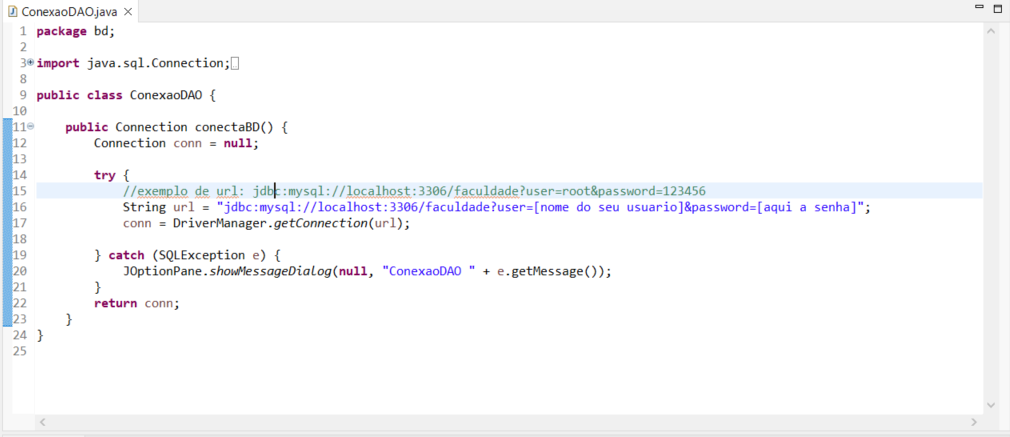 ConexaoDAO.java
1 package bd;
2
3 import java.sql.Connection;
8
9 public class ConexaoDAO {
10
11 public Connection conectaBD() {
12 Connection conn = null;
13
14 try {
15 //exemplo de url: jdbc:mysql://localhost:3306/faculdade?user=root&password=123456
16 String url = "jdbc:mysql://localhost:3306/faculdade?user=[nome do seu usuario]&password=[aqui a senha]";
17 conn = DriverManager.getConnection(url);
18
19 } catch (SQLException e) {
20 JOptionPane.showMessageDialog(null, "ConexaoDAO " + e.getMessage());
21 }
22 return conn;
23 }
24 }
25